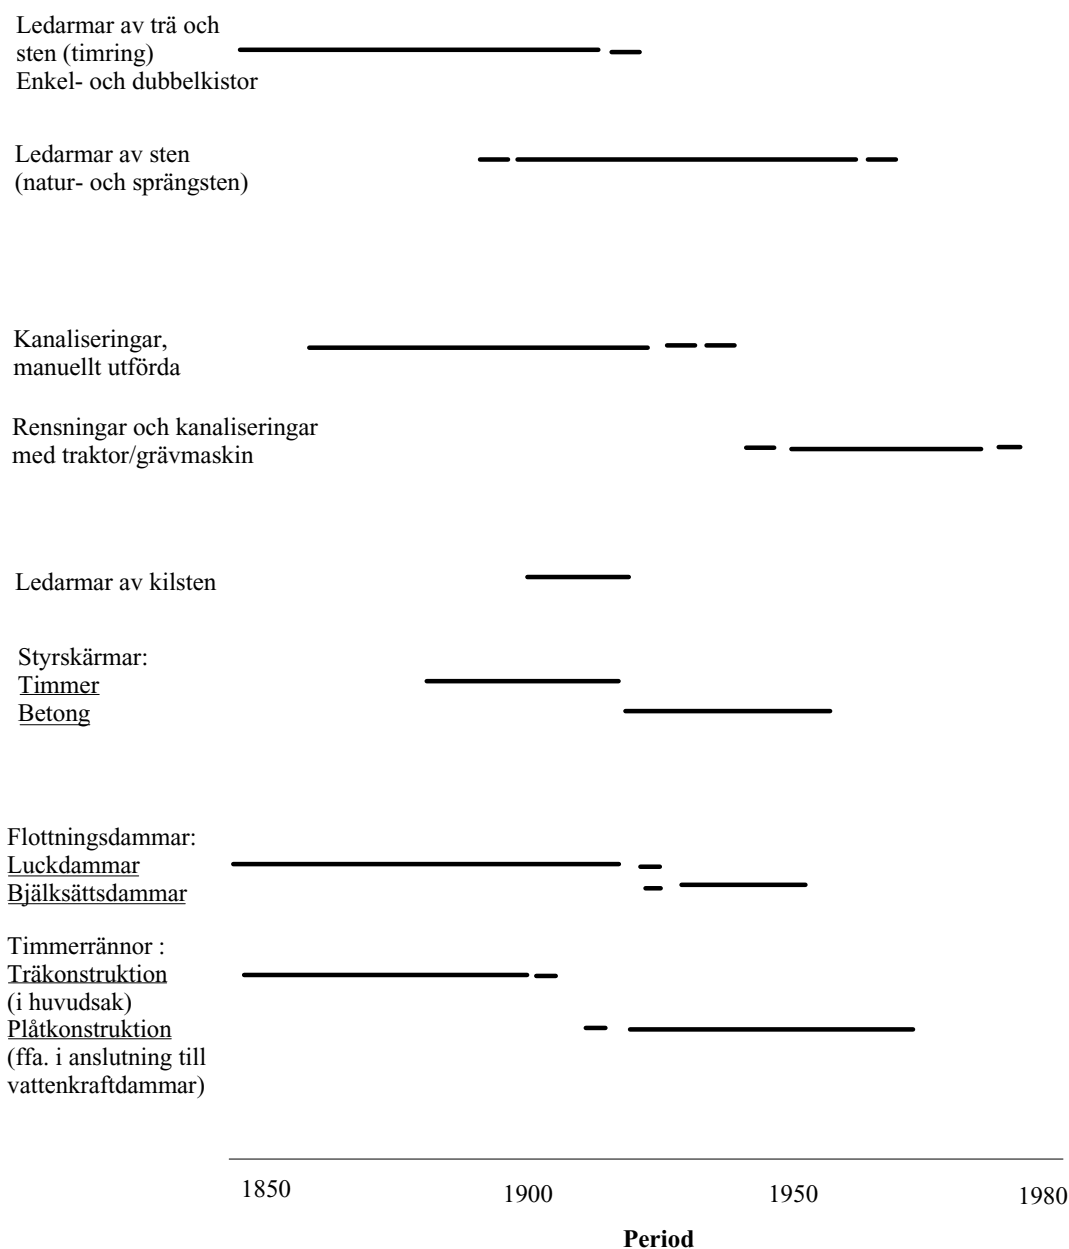 Ledarmar av trä och
sten (timring)
Enkel- och dubbelkistor
Ledarmar av sten
(natur- och sprängsten)
Kanaliseringar,
manuellt utförda
Rensningar och kanaliseringar
med traktor/grävmaskin
Ledarmar av kilsten
Styrskärmar:
Timmer
Betong
Flottningsdammar:
Luckdammar
Bjälksättsdammar
Timmerrännor :
Träkonstruktion
(i huvudsak)
Plåtkonstruktion
(ffa. i anslutning till
vattenkraftdammar)
1850 1900 1950 1980
Period